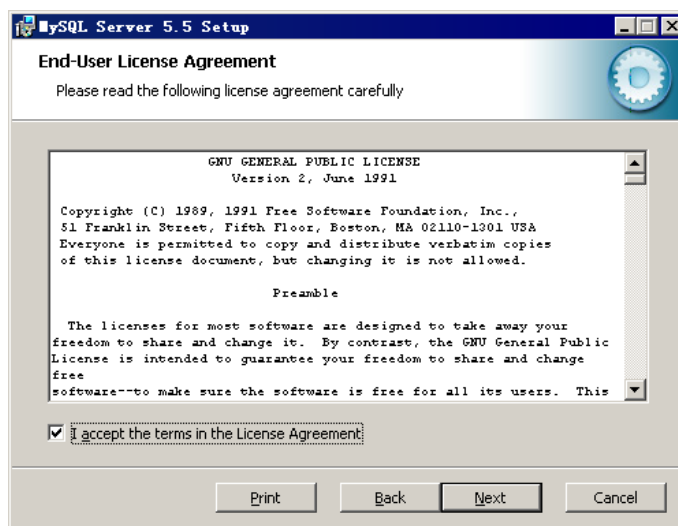 MySQL Server 5.5 Setup
End-User License Agreement
Please read the following license agreement carefully
GNU GENERAL PUBLIC LICENSE
Version 2, June 1991
Copyright (C) 1989, 1991 Free Software Foundation, Inc.,
51 Franklin Street, Fifth Floor, Boston, MA 02110-1301 USA
Everyone is permitted to copy and distribute verbatim copies
of this license document, but changing it is not allowed.
Preamble
The licenses for most software are designed to take away your
freedom to share and change it.  By contrast, the GNU General Public
License is intended to guarantee your freedom to share and change
free
software--to make sure the software is free for all its users.  This
I accept the terms in the License Agreement
Print
Back
Next
Cancel